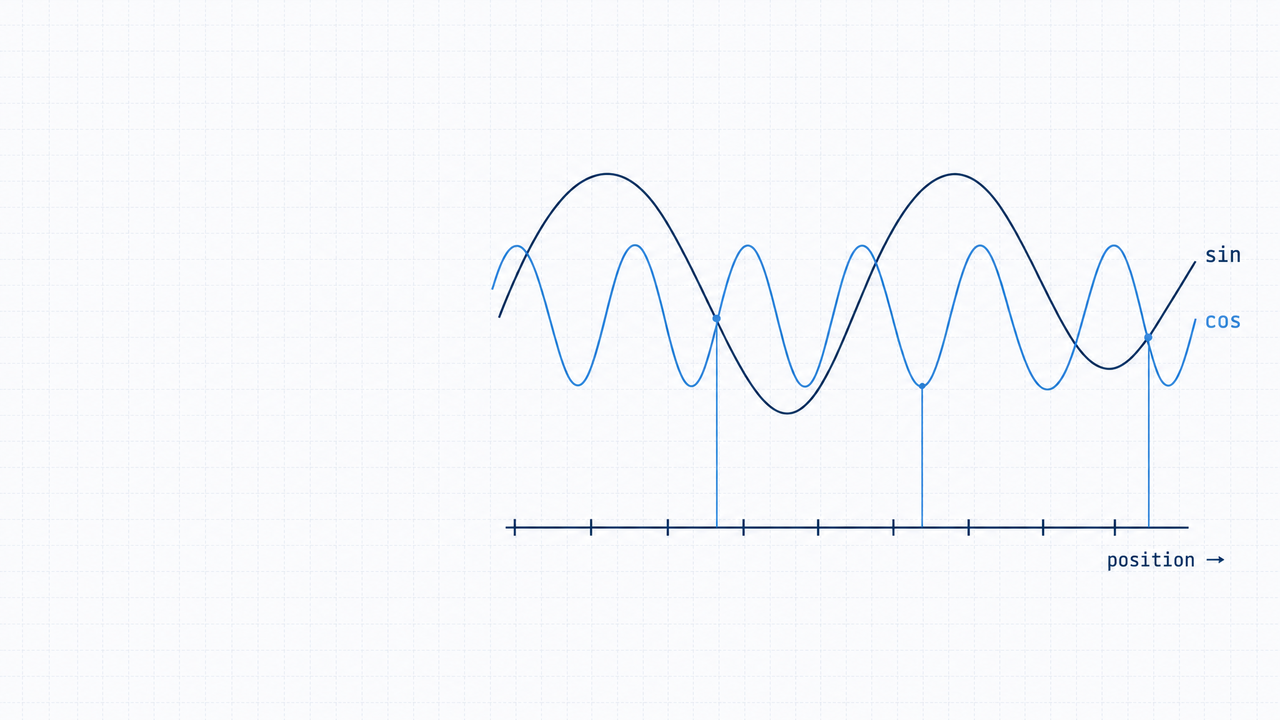 sin
cos
position →